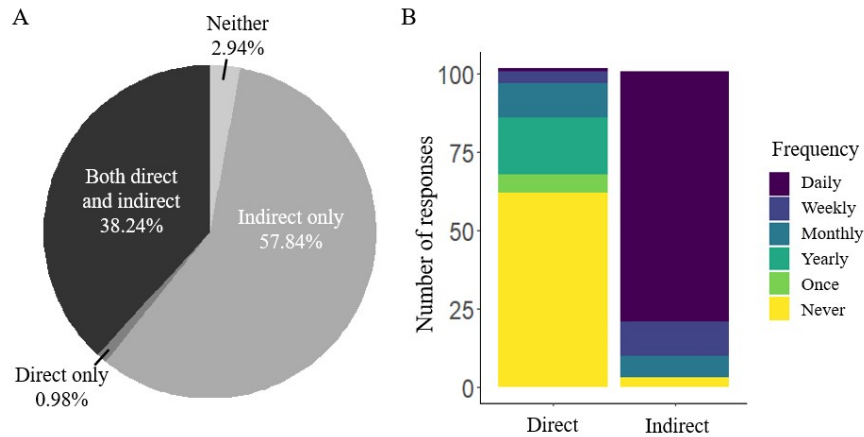 A
Neither
2.94%
Both direct
and indirect
38.24%
Indirect only
57.84%
Direct only
0.98%
B
Number of responses
100
75
50
25
0
Direct
Indirect
Frequency
Daily
Weekly
Monthly
Yearly
Once
Never